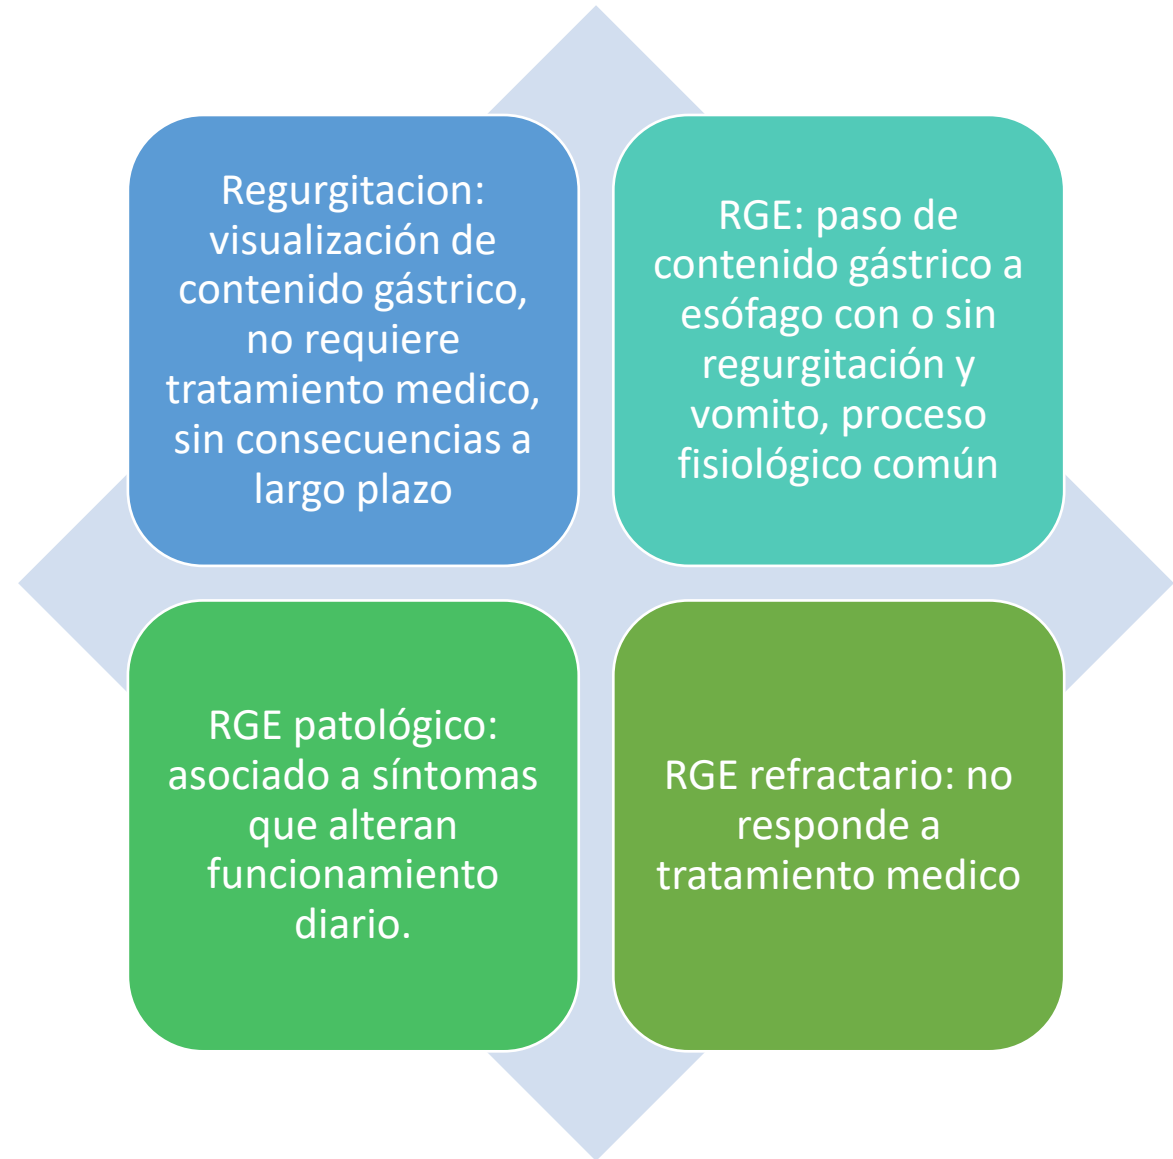 Regurgitacion:
visualización de
contenido gástrico,
no requiere
tratamiento medico,
sin consecuencias a
largo plazo
RGE: paso de
contenido gástrico a
esófago con o sin
regurgitación y
vomito, proceso
fisiológico común
RGE patológico:
asociado a síntomas
que alteran
funcionamiento
diario.
RGE refractario: no
responde a
tratamiento medico